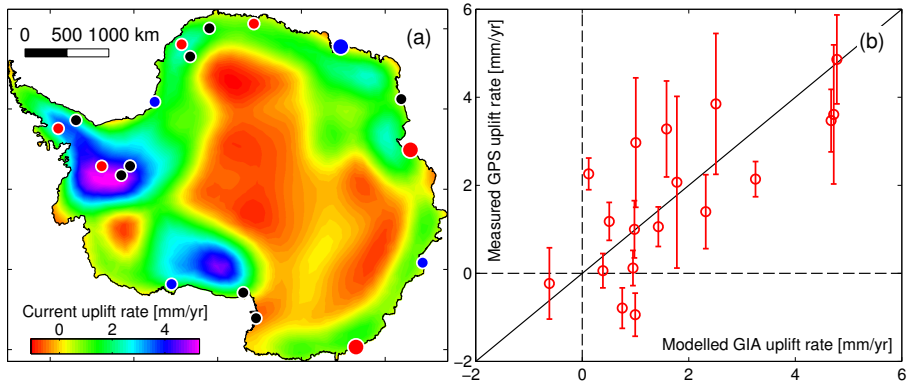 (a)
0 500 1000 km
Current uplift rate [mm/yr]
0 2 4
(b)
Measured GPS uplift rate [mm/yr]
6
4
2
0
−2
Modelled GIA uplift rate [mm/yr]
−2 0 2 4 6